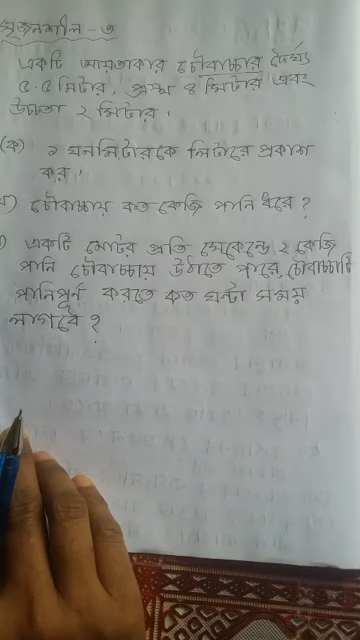 সৃজনশীল - ৩
একটি আয়তাকার চৌবাচ্চার দৈর্ঘ্য
৫.৫ মিটার, প্রস্থ ৪ মিটার এবং
উচ্চতা ২ মিটার।
(ক) ১ ঘনমিটারকে লিটারে প্রকাশ
কর।
খ) চৌবাচ্চায় কত কেজি পানি ধরে?
) একটি মোটর প্রতি সেকেন্ডে ২ কেজি
পানি চৌবাচ্চায় উঠাতে পারে, চৌবাচ্চাটি
পানিপূর্ন করতে কত ঘন্টা সময়
লাগবে?